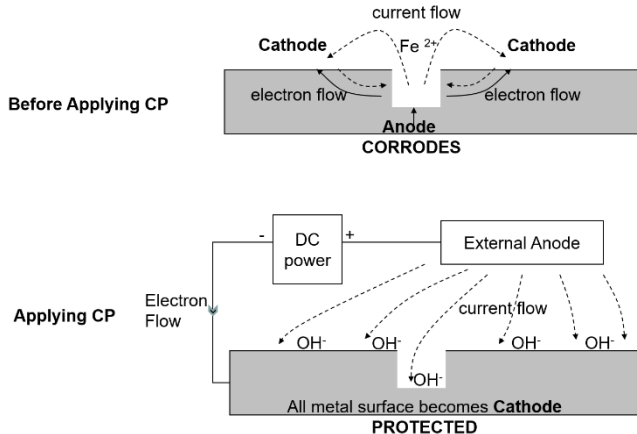 current flow
Cathode
Fe 2+
Cathode
Before Applying CP
electron flow
electron flow
Anode
CORRODES
-
DC
power
+
External Anode
Applying CP
Electron
Flow
current flow
OH-
OH-
OH-
OH-
OH-
All metal surface becomes Cathode
PROTECTED